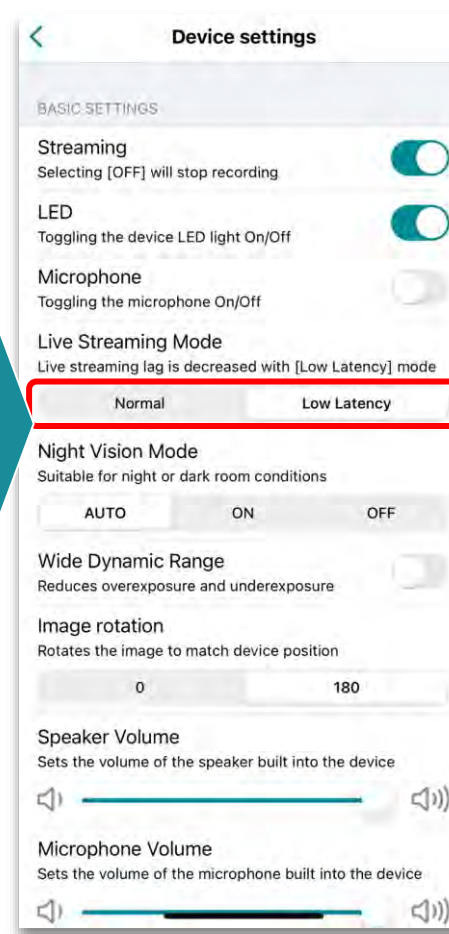 Device settings
BASIC SETTINGS
Streaming
Selecting [OFF] will stop recording
LED
Toggling the device LED light On/Off
Microphone
Toggling the microphone On/Off
Live Streaming Mode
Live streaming lag is decreased with [Low Latency] mode
Normal Low Latency
Night Vision Mode
Suitable for night or dark room conditions
AUTO ON OFF
Wide Dynamic Range
Reduces overexposure and underexposure
Image rotation
Rotates the image to match device position
0 180
Speaker Volume
Sets the volume of the speaker built into the device
Microphone Volume
Sets the volume of the microphone built into the device